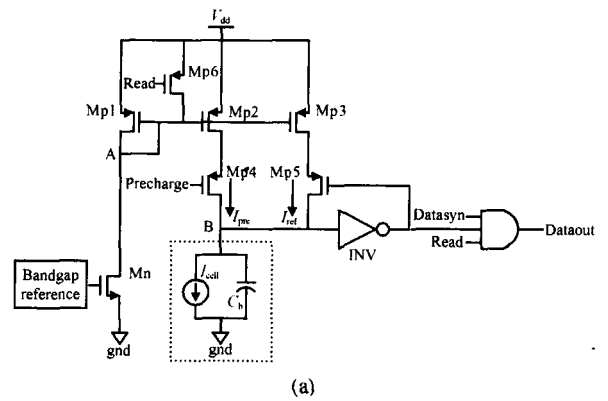 Vdd
Mp6
Read
Mp1
Mp2
Mp3
A
Mp4
Mp5
Precharge
Ipre
Iref
B
Datasyn
Dataout
Read
INV
Bandgap
reference
Mn
Icell
Cb
gnd
gnd
(a)